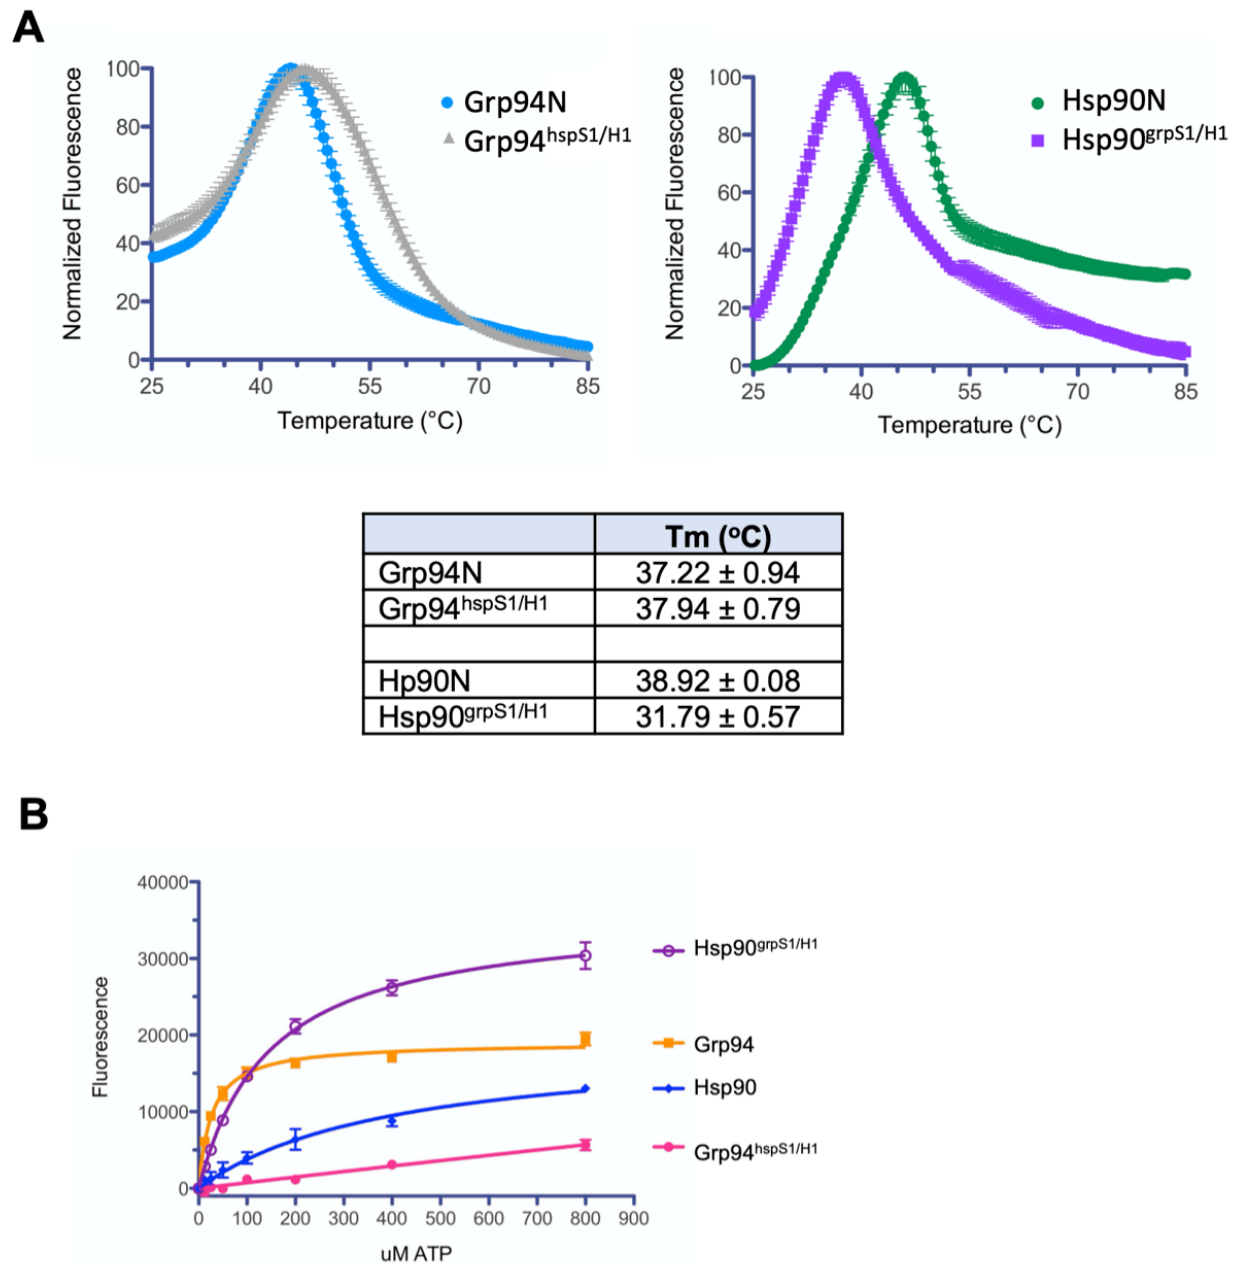 A
Normalized Fluorescence
100
80
60
40
20
0
25 40 55 70 85
Temperature (°C)
Grp94N
Grp94hspS1/H1
Normalized Fluorescence
100
80
60
40
20
0
25 40 55 70 85
Temperature (°C)
Hsp90N
Hsp90grpS1/H1
Tm (oC)
Grp94N 37.22 ± 0.94
Grp94hspS1/H1 37.94 ± 0.79
Hp90N 38.92 ± 0.08
Hsp90grpS1/H1 31.79 ± 0.57
B
Fluorescence
40000
30000
20000
10000
0
0 100 200 300 400 500 600 700 800 900
uM ATP
Hsp90grpS1/H1
Grp94
Hsp90
Grp94hspS1/H1